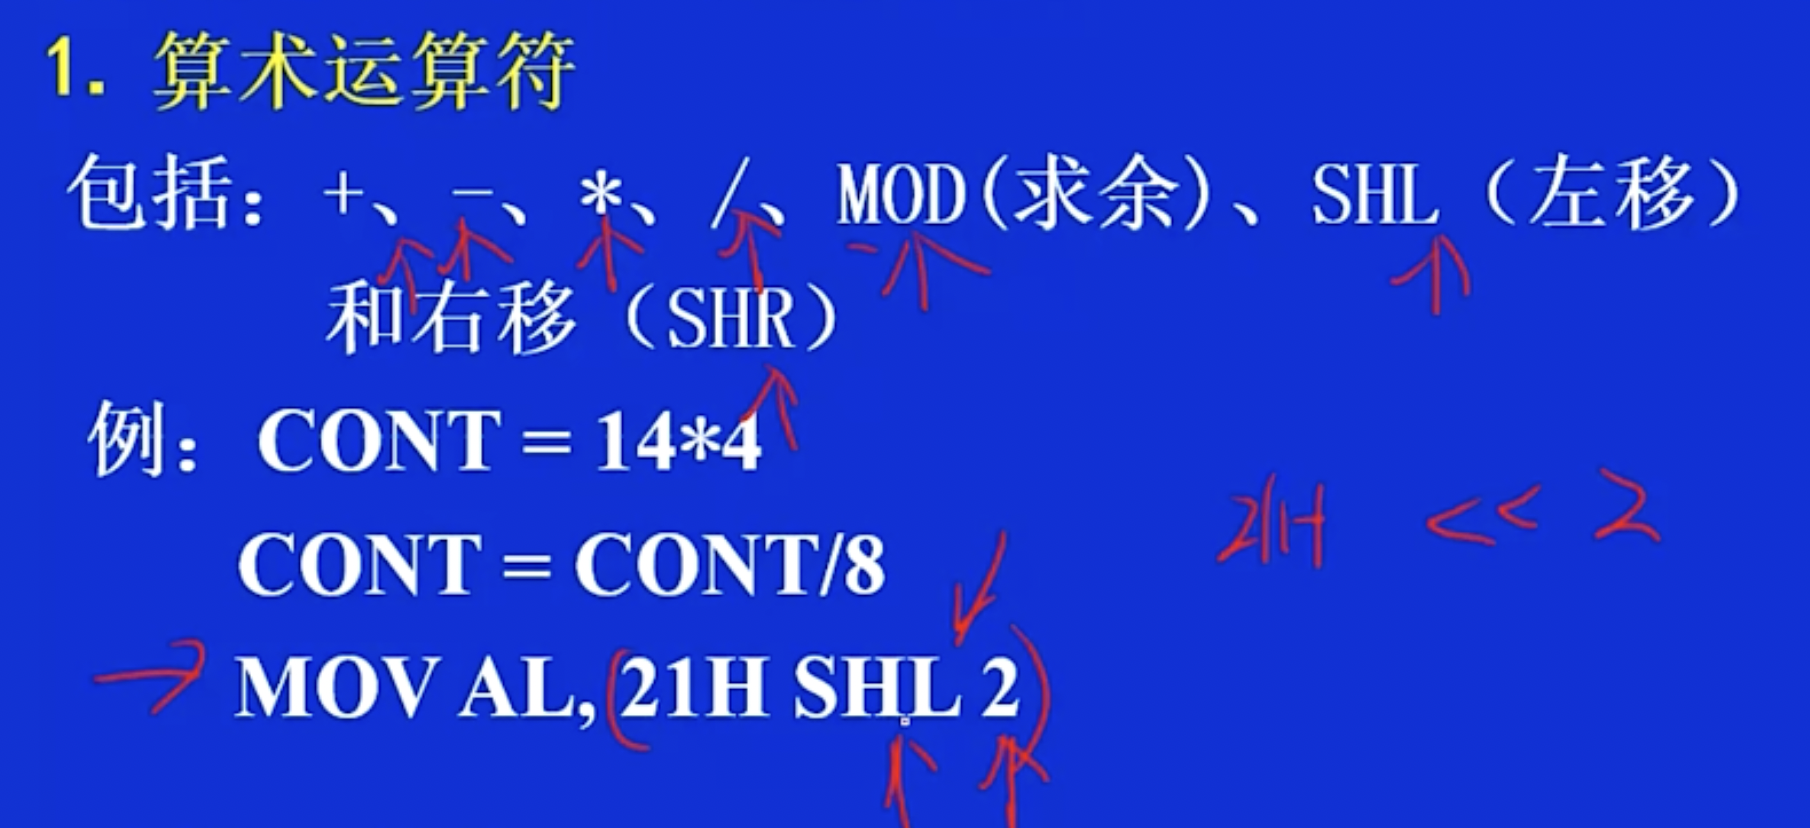 1. 算术运算符
包括：+、-、*、/、MOD(求余)、SHL（左移）
和右移（SHR）
例：CONT = 14*4
CONT = CONT/8
21H << 2
MOV AL, (21H SHL 2)